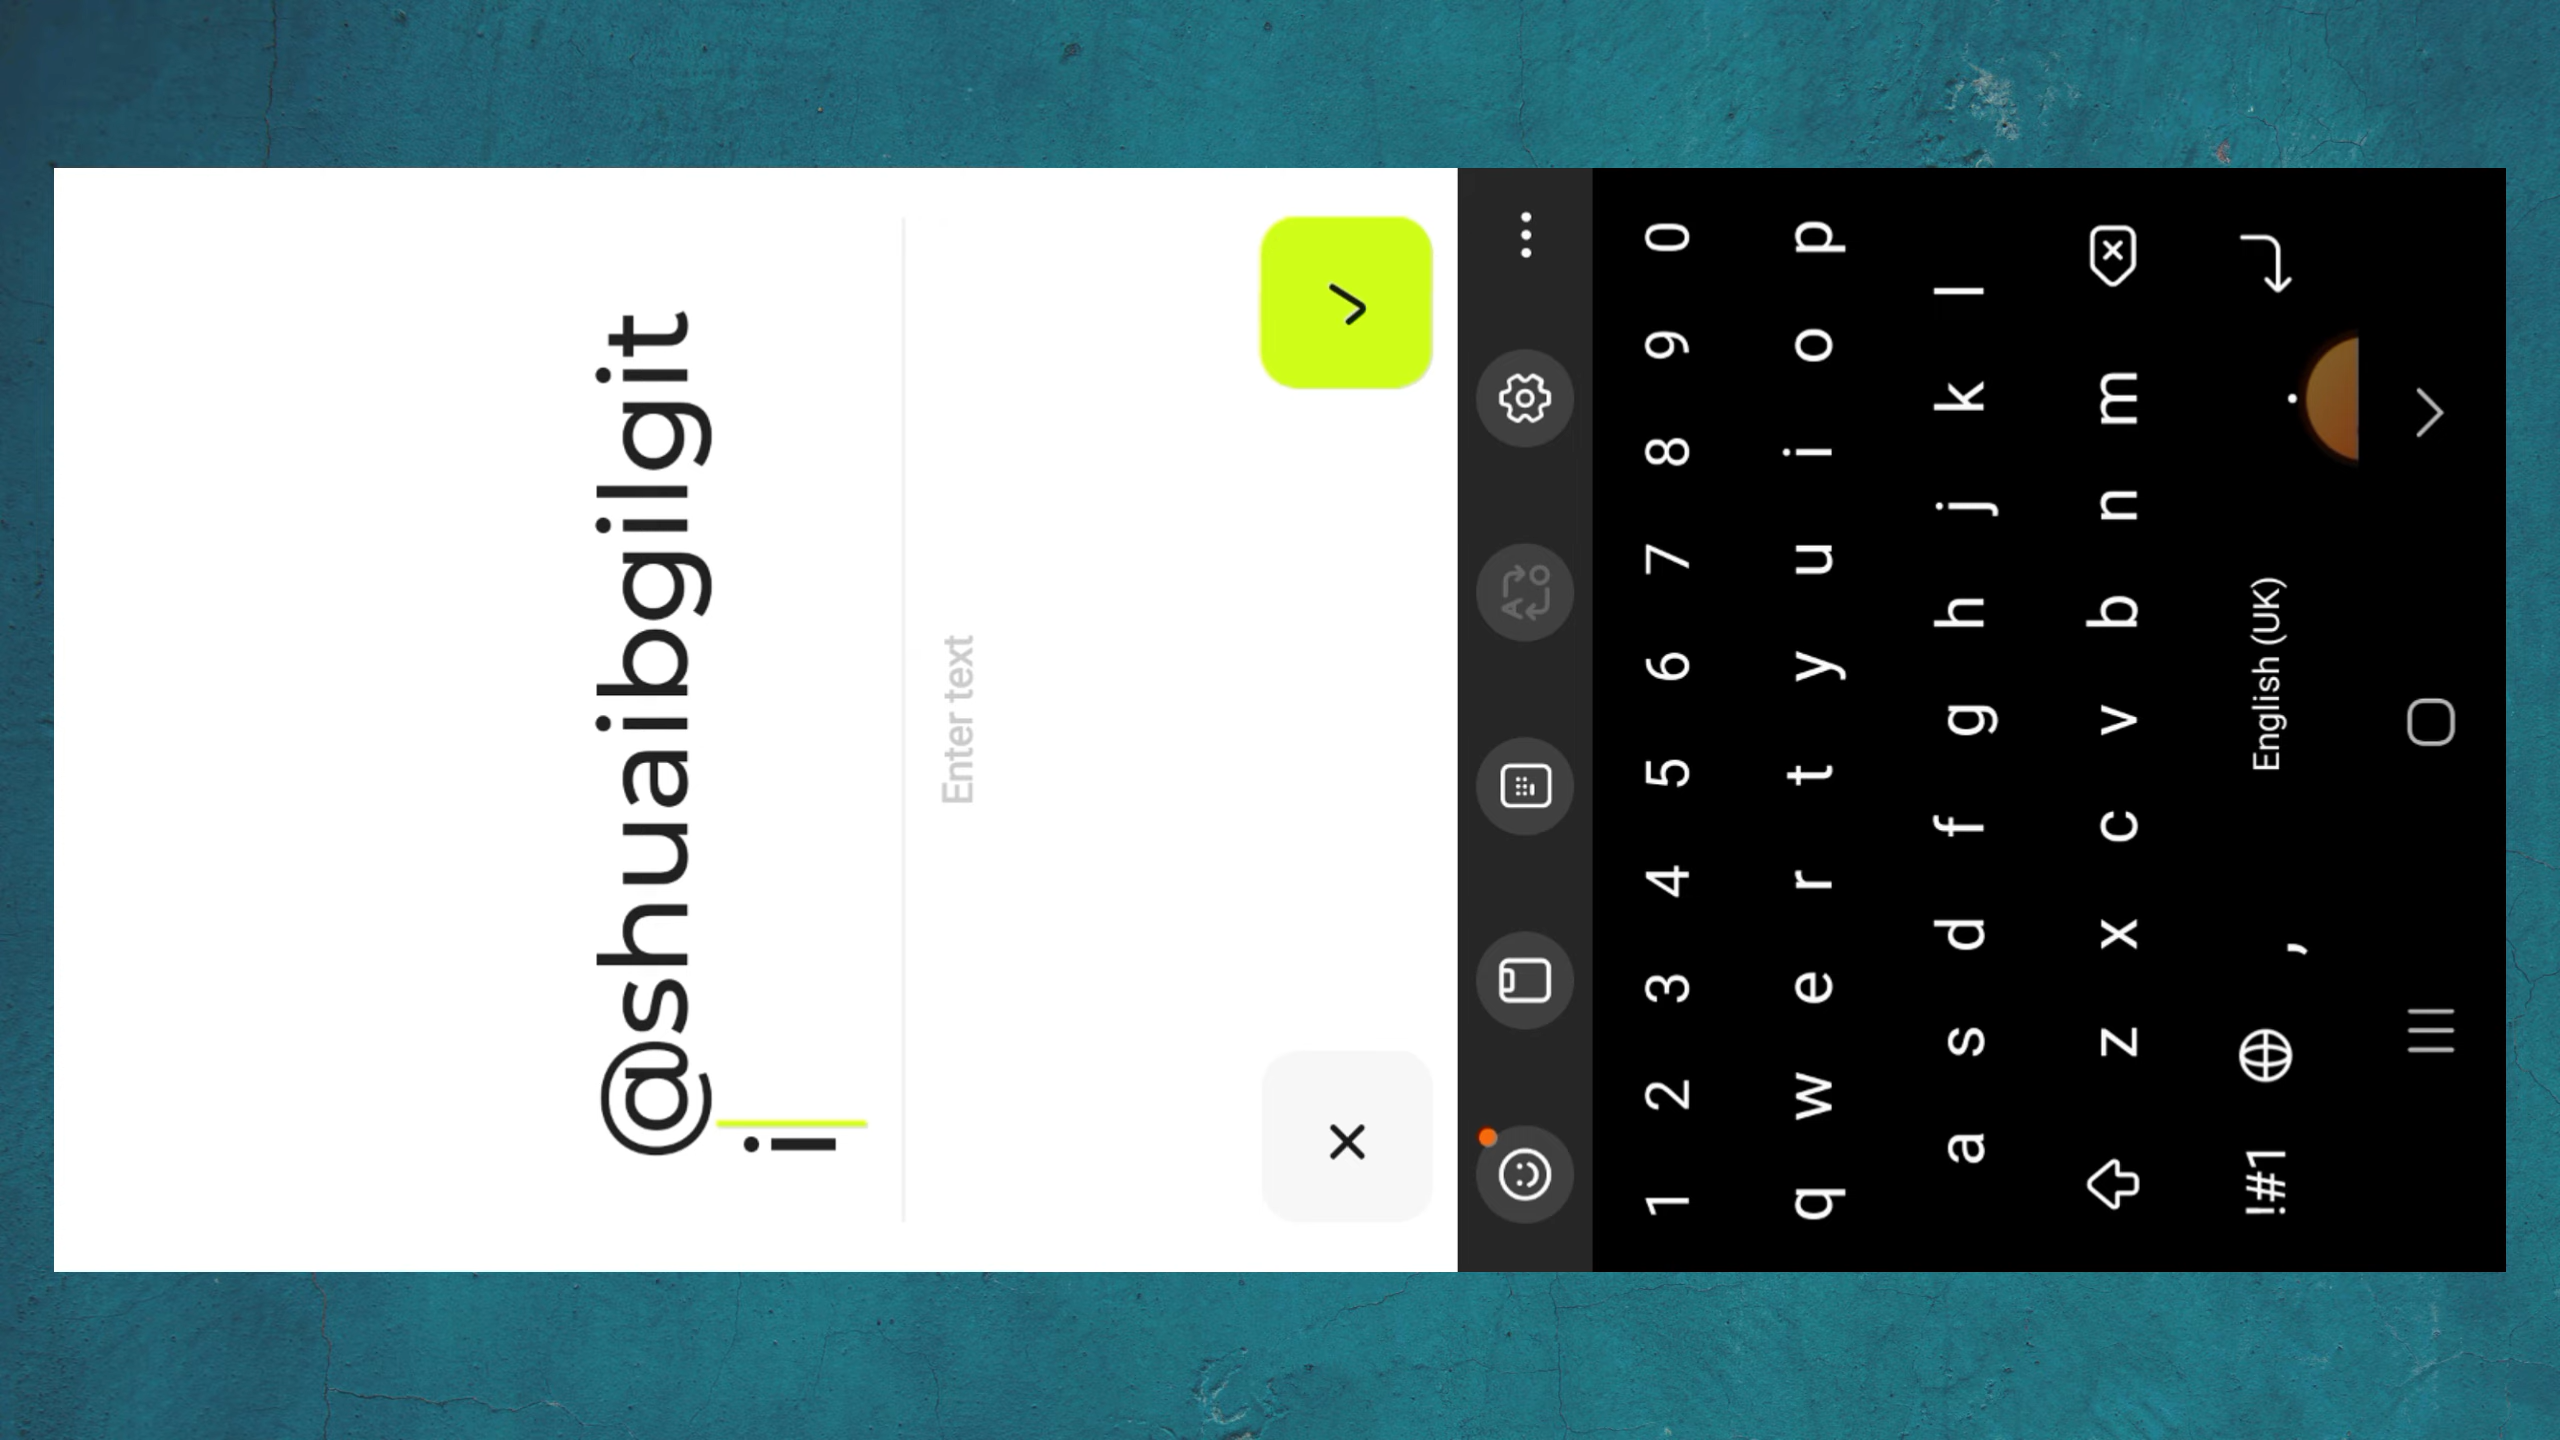 @shuaibgilgit
i
Enter text
1 2 3 4 5 6 7 8 9 0
q w e r t y u i o p
a s d f g h j k l
z x c v b n m
!#1 , English (UK) .